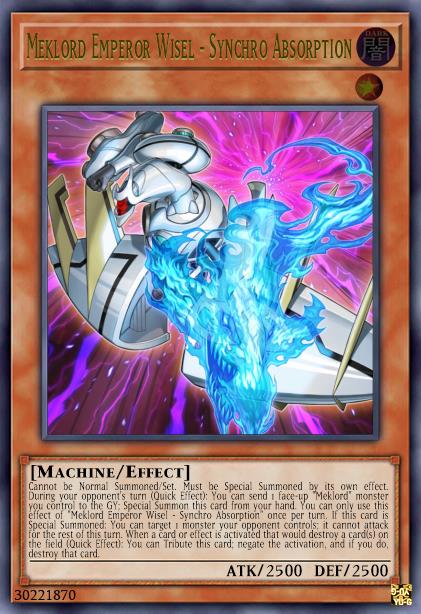 Meklord Emperor Wisel - Synchro Absorption
DARK
闇
[Machine/Effect]
Cannot be Normal Summoned/Set. Must be Special Summoned by its own effect.
During your opponent's turn (Quick Effect): You can send 1 face-up "Meklord" monster
you control to the GY; Special Summon this card from your hand. You can only use this
effect of "Meklord Emperor Wisel - Synchro Absorption" once per turn. If this card is
Special Summoned: You can target 1 monster your opponent controls; it cannot attack
for the rest of this turn. When a card or effect is activated that would destroy a card(s) on
the field (Quick Effect): You can Tribute this card; negate the activation, and if you do,
destroy that card.
ATK/2500 DEF/2500
30221870